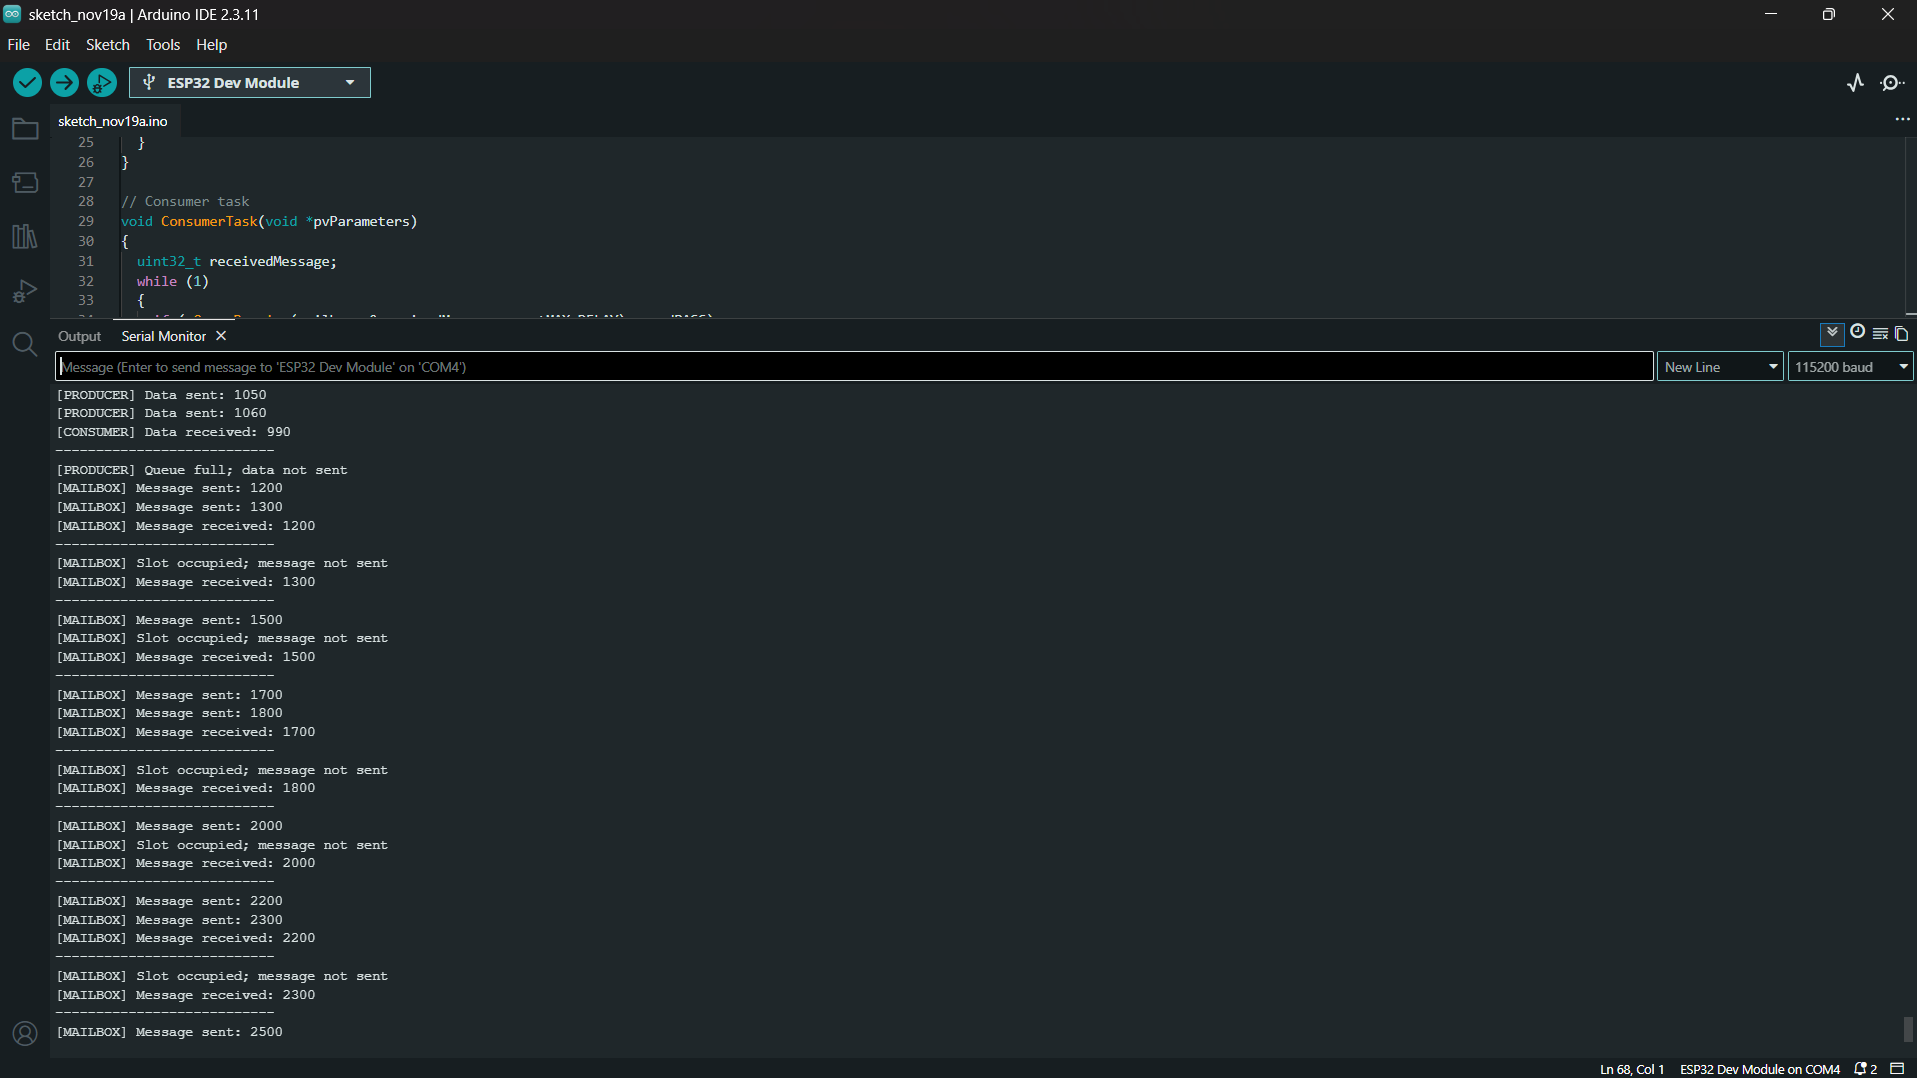 sketch_nov19a | Arduino IDE 2.3.11
File Edit Sketch Tools Help
ESP32 Dev Module
sketch_nov19a.ino
25 }
26 }
27
28 // Consumer task
29 void ConsumerTask(void *pvParameters)
30 {
31 uint32_t receivedMessage;
32 while (1)
33 {
Output Serial Monitor
Message (Enter to send message to 'ESP32 Dev Module' on 'COM4')
New Line 115200 baud
[PRODUCER] Data sent: 1050
[PRODUCER] Data sent: 1060
[CONSUMER] Data received: 990
---------------------------
[PRODUCER] Queue full; data not sent
[MAILBOX] Message sent: 1200
[MAILBOX] Message sent: 1300
[MAILBOX] Message received: 1200
---------------------------
[MAILBOX] Slot occupied; message not sent
[MAILBOX] Message received: 1300
---------------------------
[MAILBOX] Message sent: 1500
[MAILBOX] Slot occupied; message not sent
[MAILBOX] Message received: 1500
---------------------------
[MAILBOX] Message sent: 1700
[MAILBOX] Message sent: 1800
[MAILBOX] Message received: 1700
---------------------------
[MAILBOX] Slot occupied; message not sent
[MAILBOX] Message received: 1800
---------------------------
[MAILBOX] Message sent: 2000
[MAILBOX] Slot occupied; message not sent
[MAILBOX] Message received: 2000
---------------------------
[MAILBOX] Message sent: 2200
[MAILBOX] Message sent: 2300
[MAILBOX] Message received: 2200
---------------------------
[MAILBOX] Slot occupied; message not sent
[MAILBOX] Message received: 2300
---------------------------
[MAILBOX] Message sent: 2500
Ln 68, Col 1 ESP32 Dev Module on COM4 2